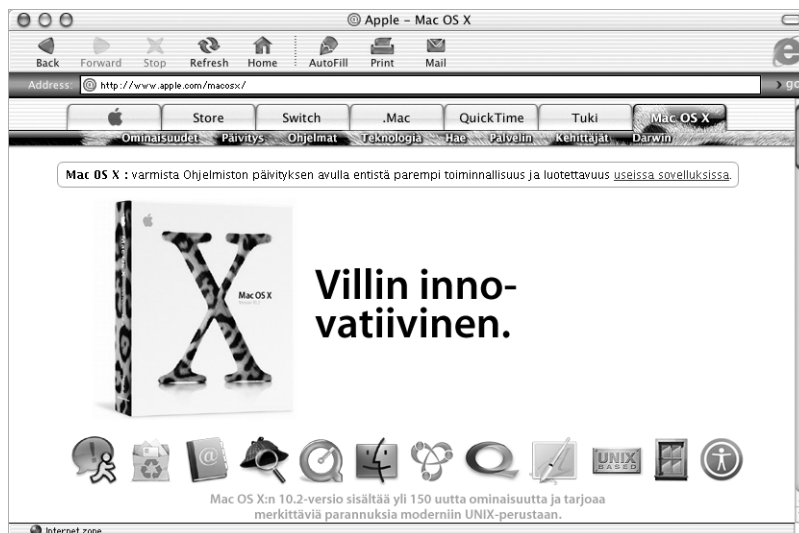 @ Apple – Mac OS X
Back Forward Stop Refresh Home AutoFill Print Mail
Address: @ http://www.apple.com/macosx/ › go
Store Switch .Mac QuickTime Tuki Mac OS X
Ominaisuudet Päivitys Ohjelmat Teknologia Hae Palvelin Kehittäjät Darwin
Mac OS X : varmista Ohjelmiston päivityksen avulla entistä parempi toiminnallisuus ja luotettavuus useissa sovelluksissa.
X
Mac OS X
Villin inno-
vatiivinen.
@
UNIX
BASED
Mac OS X:n 10.2-versio sisältää yli 150 uutta ominaisuutta ja tarjoaa
merkittäviä parannuksia moderniin UNIX-perustaan.
Internet zone